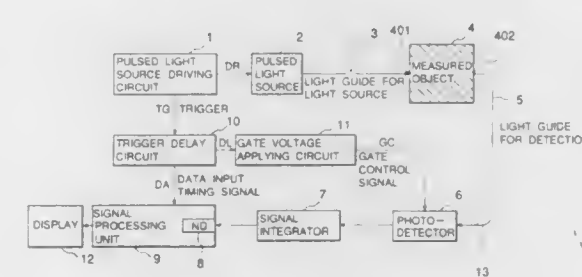 1 2 3 401 4 402
PULSED LIGHT
SOURCE DRIVING
CIRCUIT
DR
PULSED
LIGHT
SOURCE
LIGHT GUIDE FOR
LIGHT SOURCE
MEASURED
OBJECT.
5
LIGHT GUIDE
FOR DETECTIO
TG TRIGGER
10
TRIGGER DELAY
CIRCUIT
DL
11
GATE VOLTAGE
APPLYING CIRCUIT
GC
GATE
CONTROL
SIGNAL
DA
DATA INPUT
TIMING SIGNAL
DISPLAY
12
SIGNAL
PROCESSING
UNIT
9
ND
8
7
SIGNAL
INTEGRATOR
6
PHOTO-
DETECTOR
13